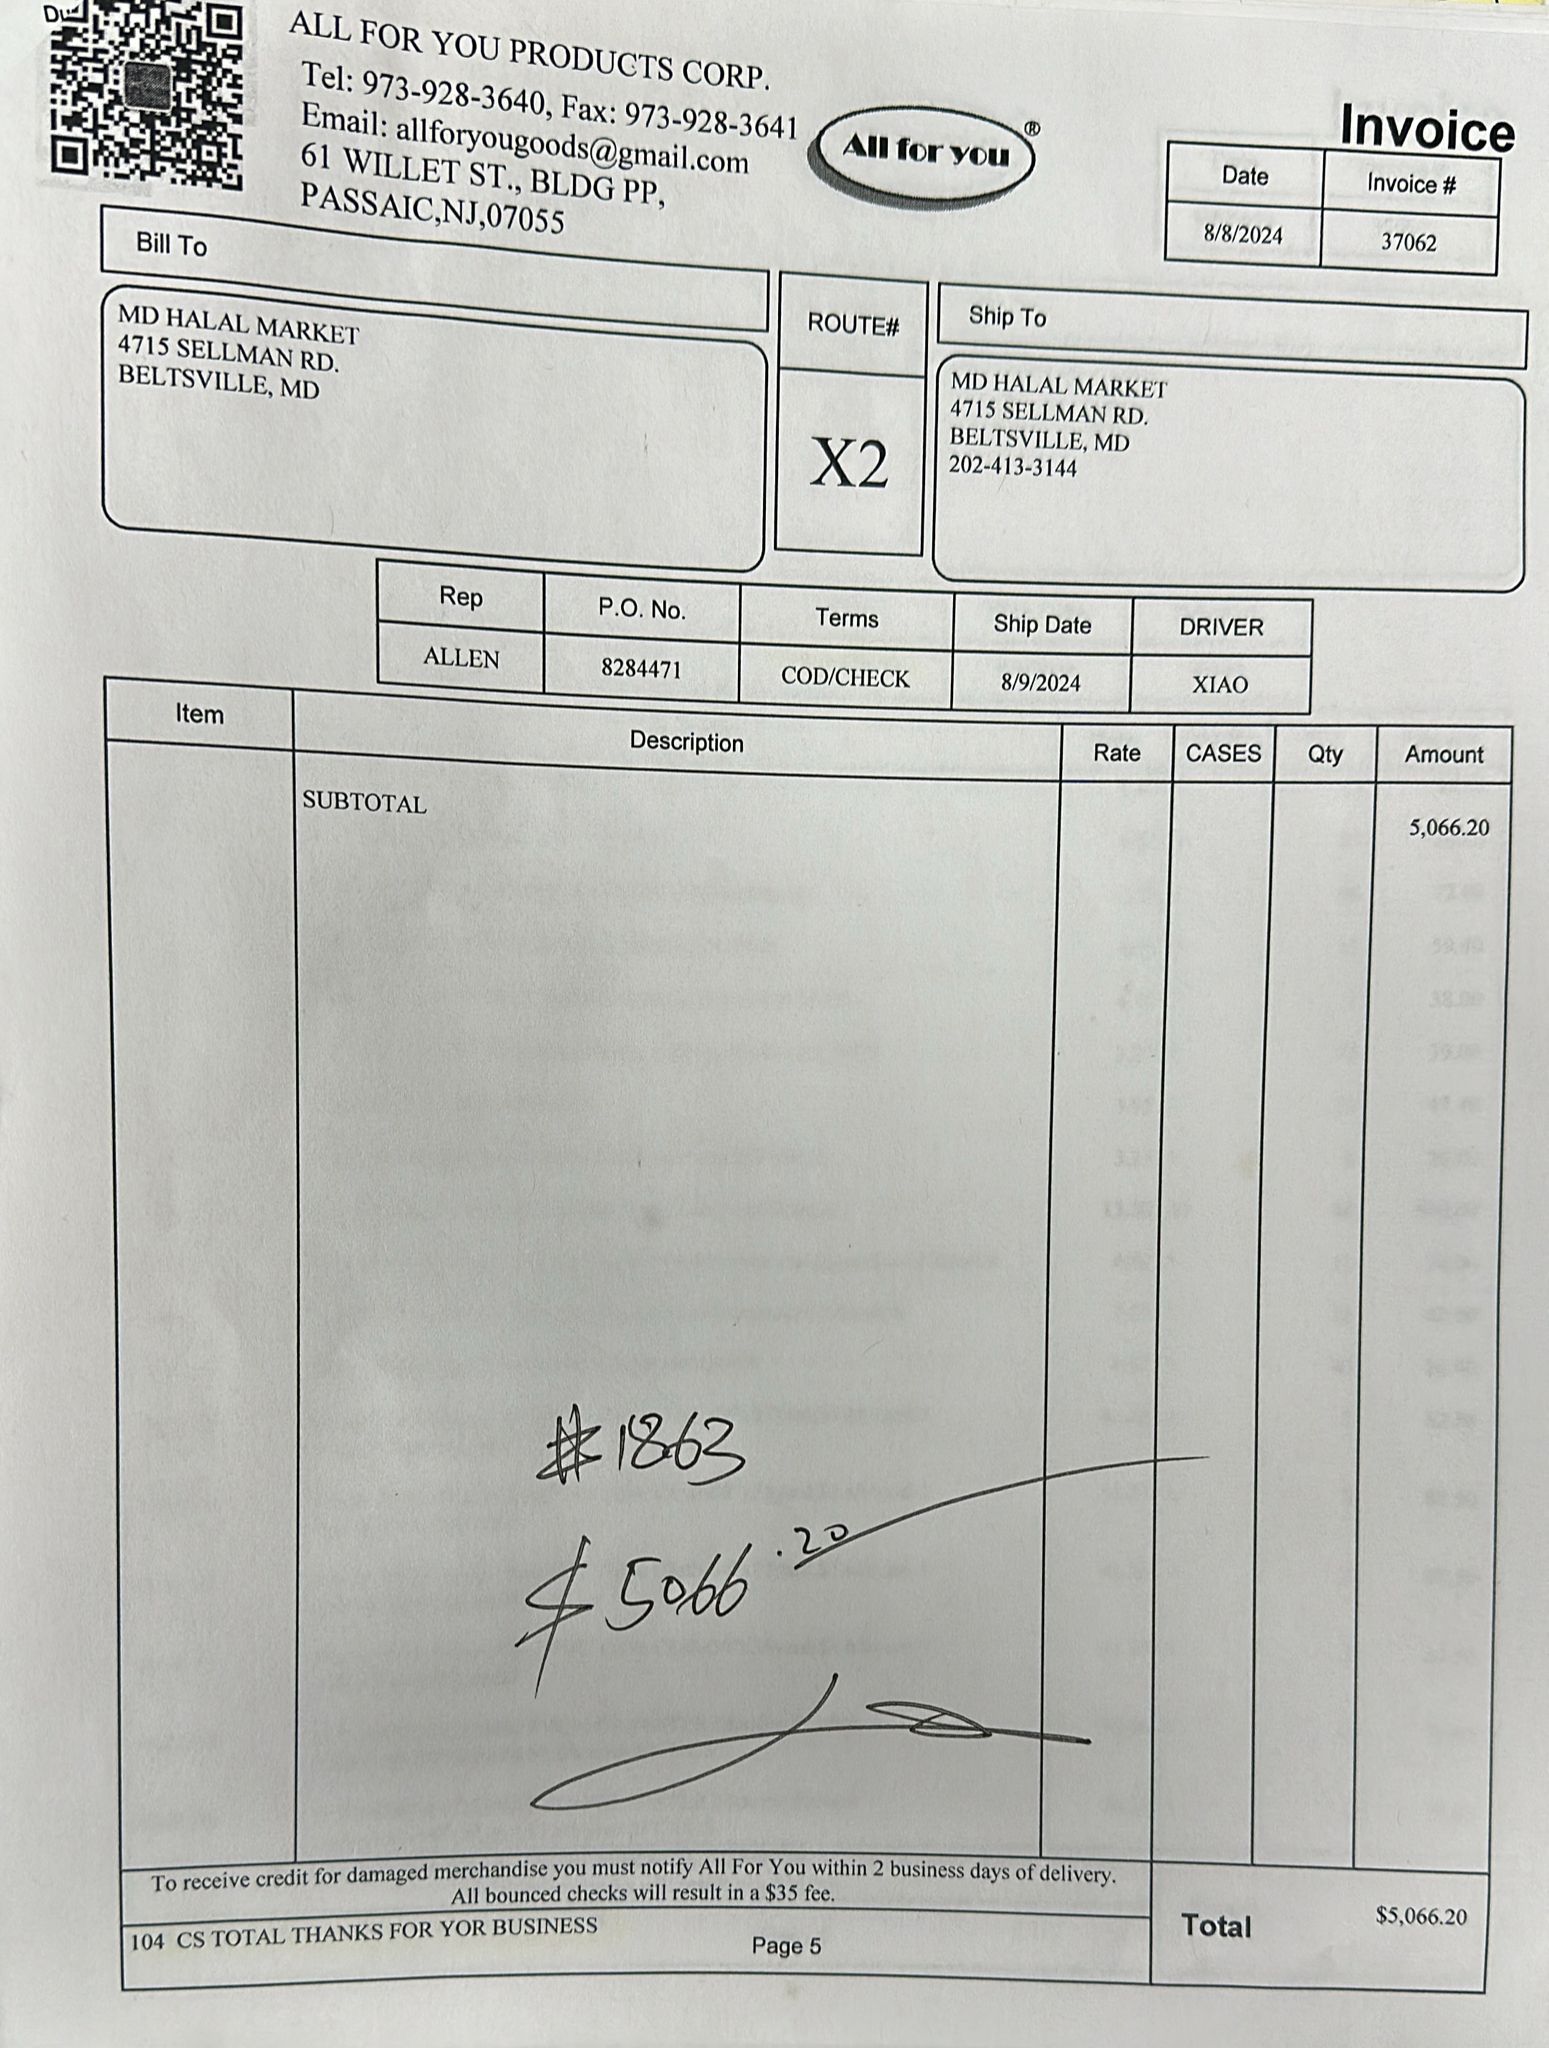 ALL FOR YOU PRODUCTS CORP.
Tel: 973-928-3640, Fax: 973-928-3641
Email: allforyougoods@gmail.com
61 WILLET ST., BLDG PP,
PASSAIC,NJ,07055
All for you ®
Invoice
Date Invoice #
8/8/2024 37062
Bill To
MD HALAL MARKET
4715 SELLMAN RD.
BELTSVILLE, MD
ROUTE#
X2
Ship To
MD HALAL MARKET
4715 SELLMAN RD.
BELTSVILLE, MD
202-413-3144
Rep P.O. No. Terms Ship Date DRIVER
ALLEN 8284471 COD/CHECK 8/9/2024 XIAO
Item Description Rate CASES Qty Amount
SUBTOTAL 5,066.20
#1863
$5066.20
To receive credit for damaged merchandise you must notify All For You within 2 business days of delivery.
All bounced checks will result in a $35 fee.
104 CS TOTAL THANKS FOR YOR BUSINESS
Page 5
Total $5,066.20